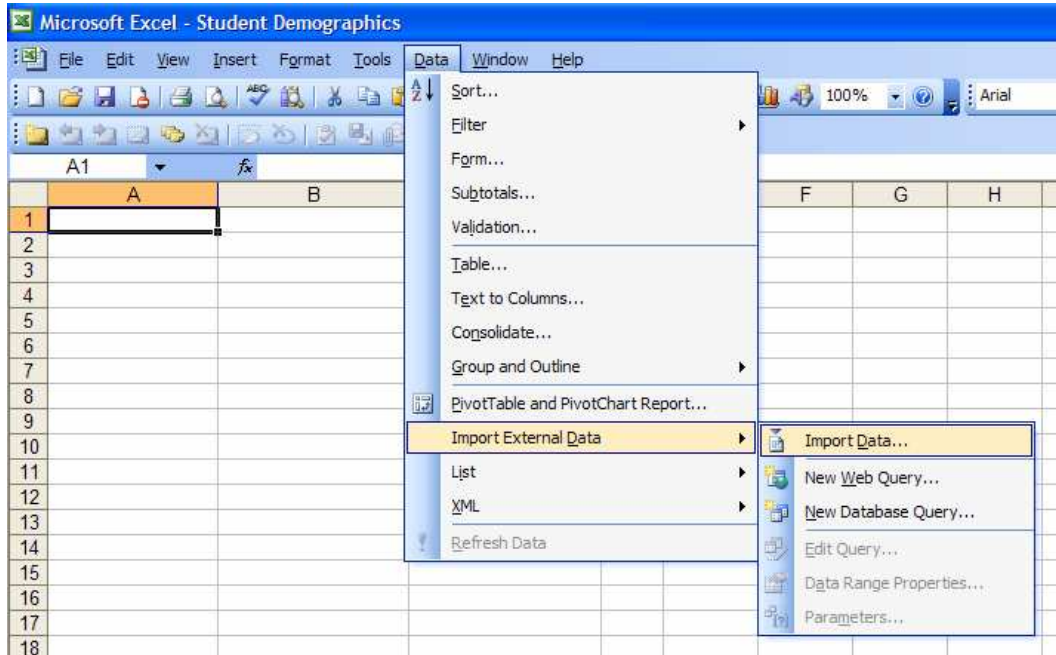 Microsoft Excel - Student Demographics
File Edit View Insert Format Tools Data Window Help
100% Arial
A1 fx
A B F G H
Sort...
Filter
Form...
Subtotals...
Validation...
Table...
Text to Columns...
Consolidate...
Group and Outline
PivotTable and PivotChart Report...
Import External Data
List
XML
Refresh Data
Import Data...
New Web Query...
New Database Query...
Edit Query...
Data Range Properties...
Parameters...
1
2
3
4
5
6
7
8
9
10
11
12
13
14
15
16
17
18